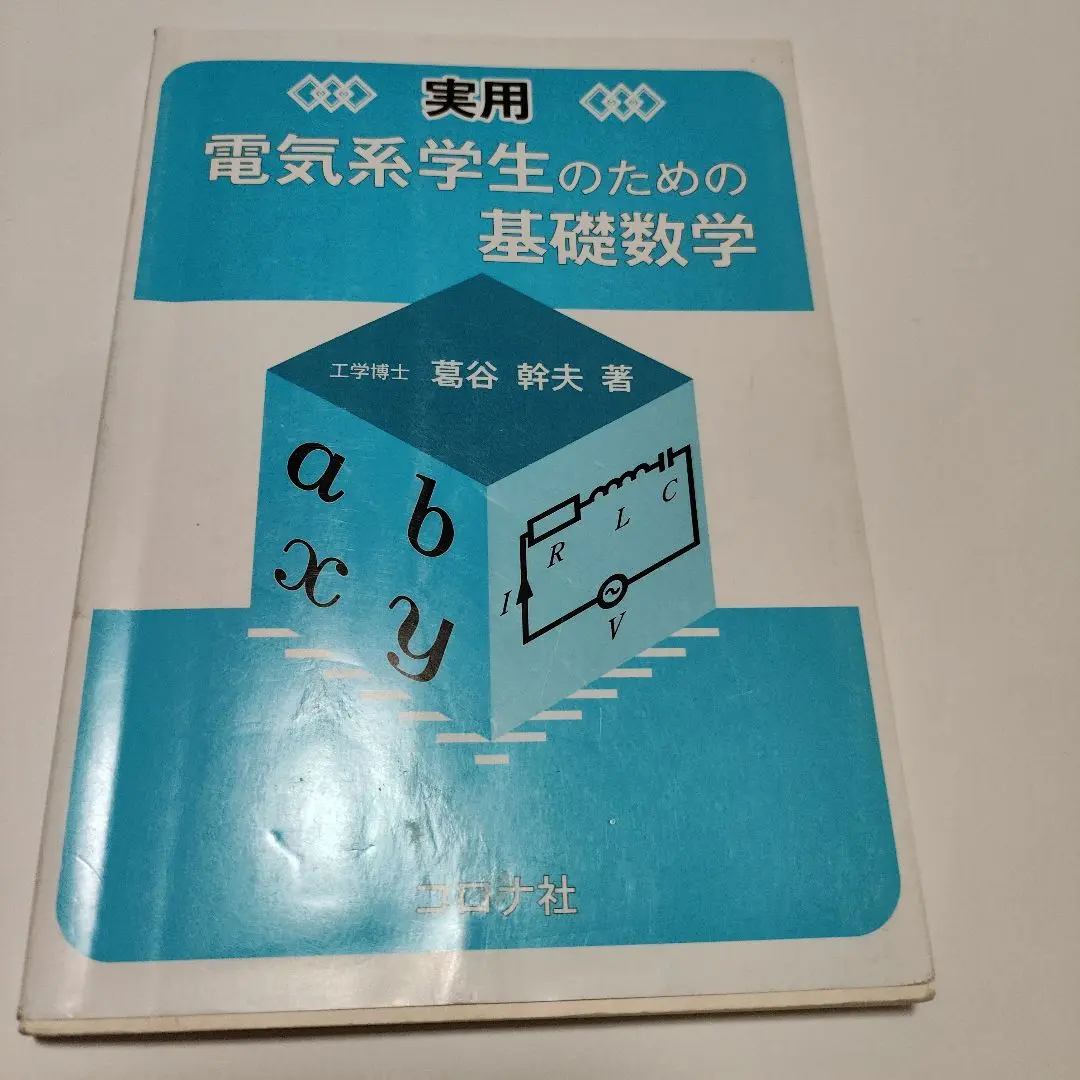 実用
電気系学生のための
基礎数学
工学博士 葛谷 幹夫 著
a b
x y
R L C
I
V
コロナ社